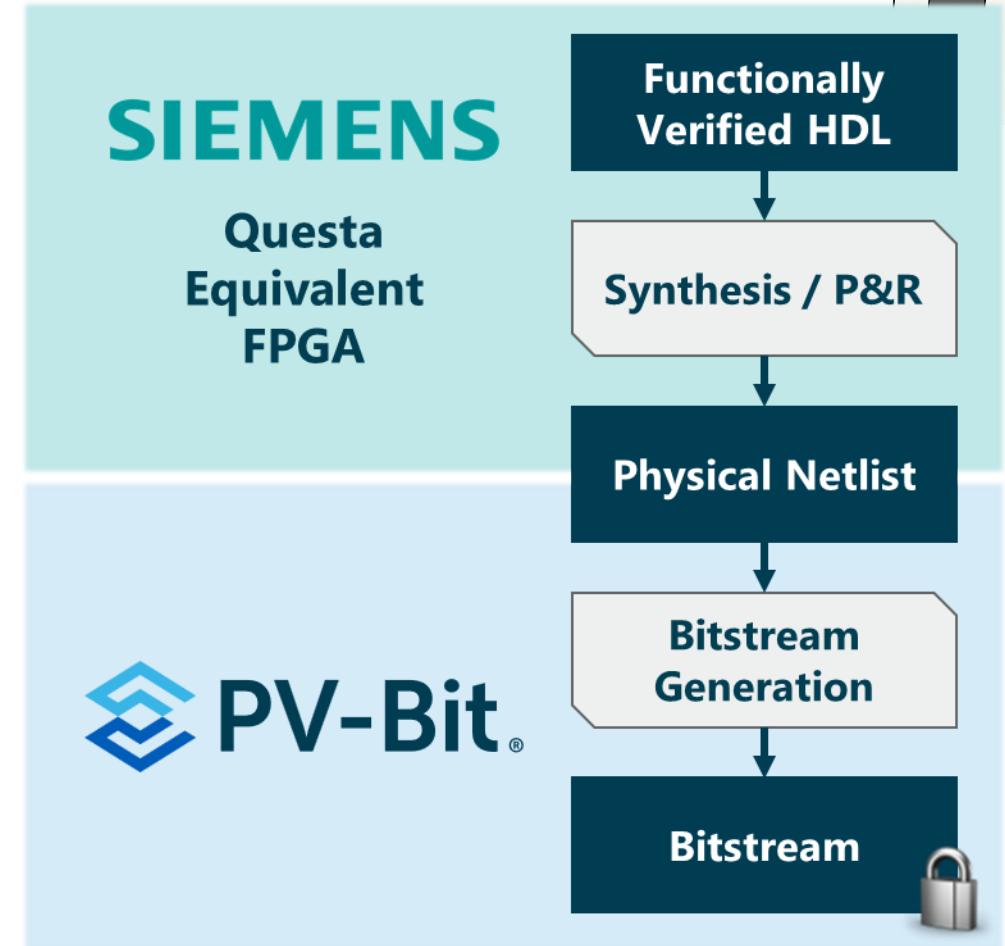 SIEMENS
Questa
Equivalent
FPGA
Functionally
Verified HDL
Synthesis / P&R
Physical Netlist
PV-Bit®
Bitstream
Generation
Bitstream